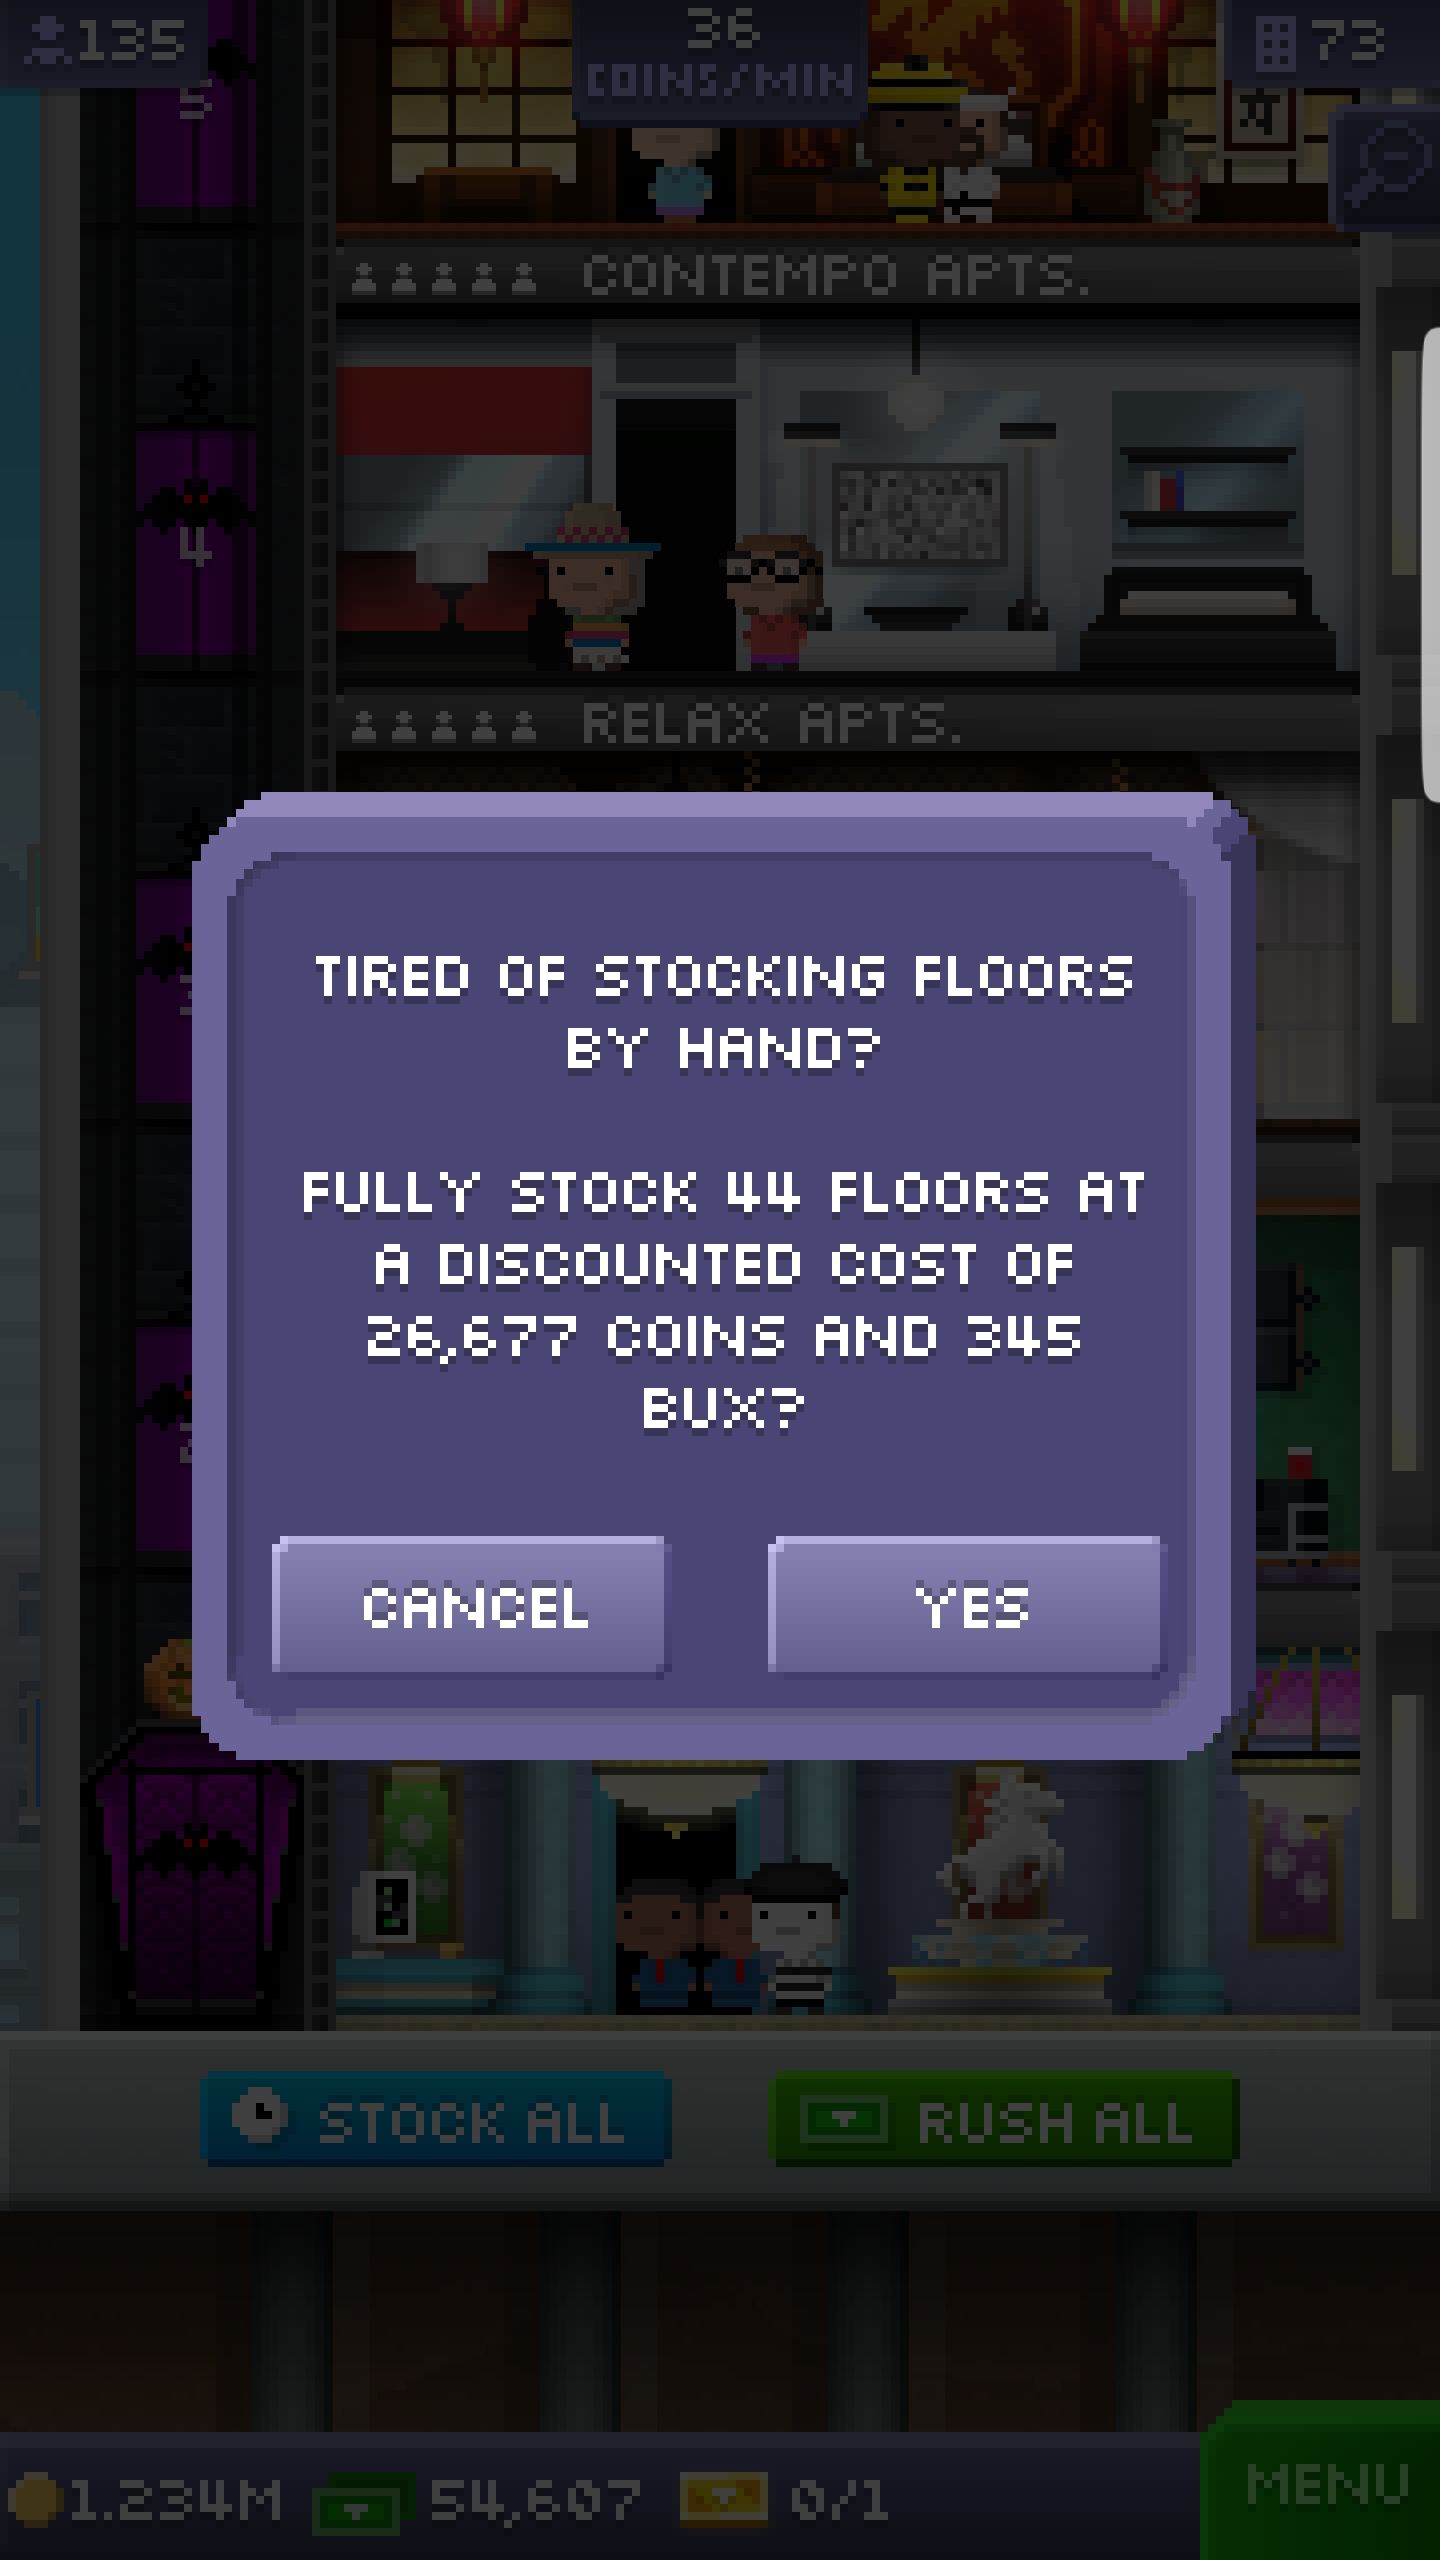 135
36
COINS/MIN
73
5
CONTEMPO APTS.
4
RELAX APTS.
TIRED OF STOCKING FLOORS
BY HAND?
FULLY STOCK 44 FLOORS AT
A DISCOUNTED COST OF
26,677 COINS AND 345
BUX?
CANCEL
YES
STOCK ALL
RUSH ALL
1.234M
54,607
0/1
MENU